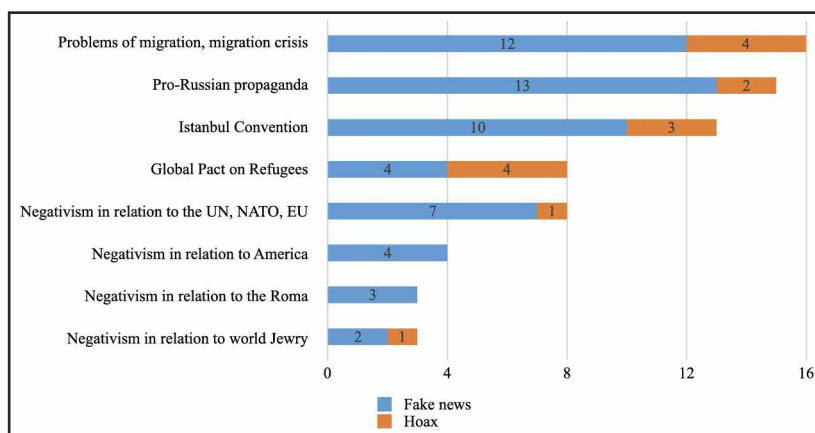 Problems of migration, migration crisis 12 4
Pro-Russian propaganda 13 2
Istanbul Convention 10 3
Global Pact on Refugees 4 4
Negativism in relation to the UN, NATO, EU 7 1
Negativism in relation to America 4
Negativism in relation to the Roma 3
Negativism in relation to world Jewry 2 1
0 4 8 12 16
Fake news
Hoax